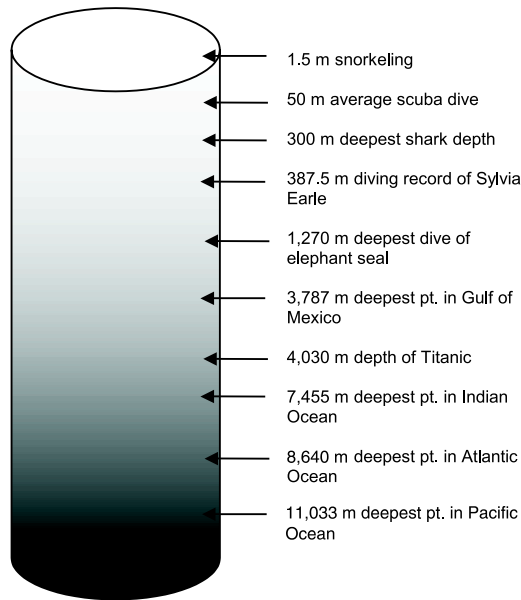 1.5 m snorkeling
50 m average scuba dive
300 m deepest shark depth
387.5 m diving record of Sylvia
Earle
1,270 m deepest dive of
elephant seal
3,787 m deepest pt. in Gulf of
Mexico
4,030 m depth of Titanic
7,455 m deepest pt. in Indian
Ocean
8,640 m deepest pt. in Atlantic
Ocean
11,033 m deepest pt. in Pacific
Ocean